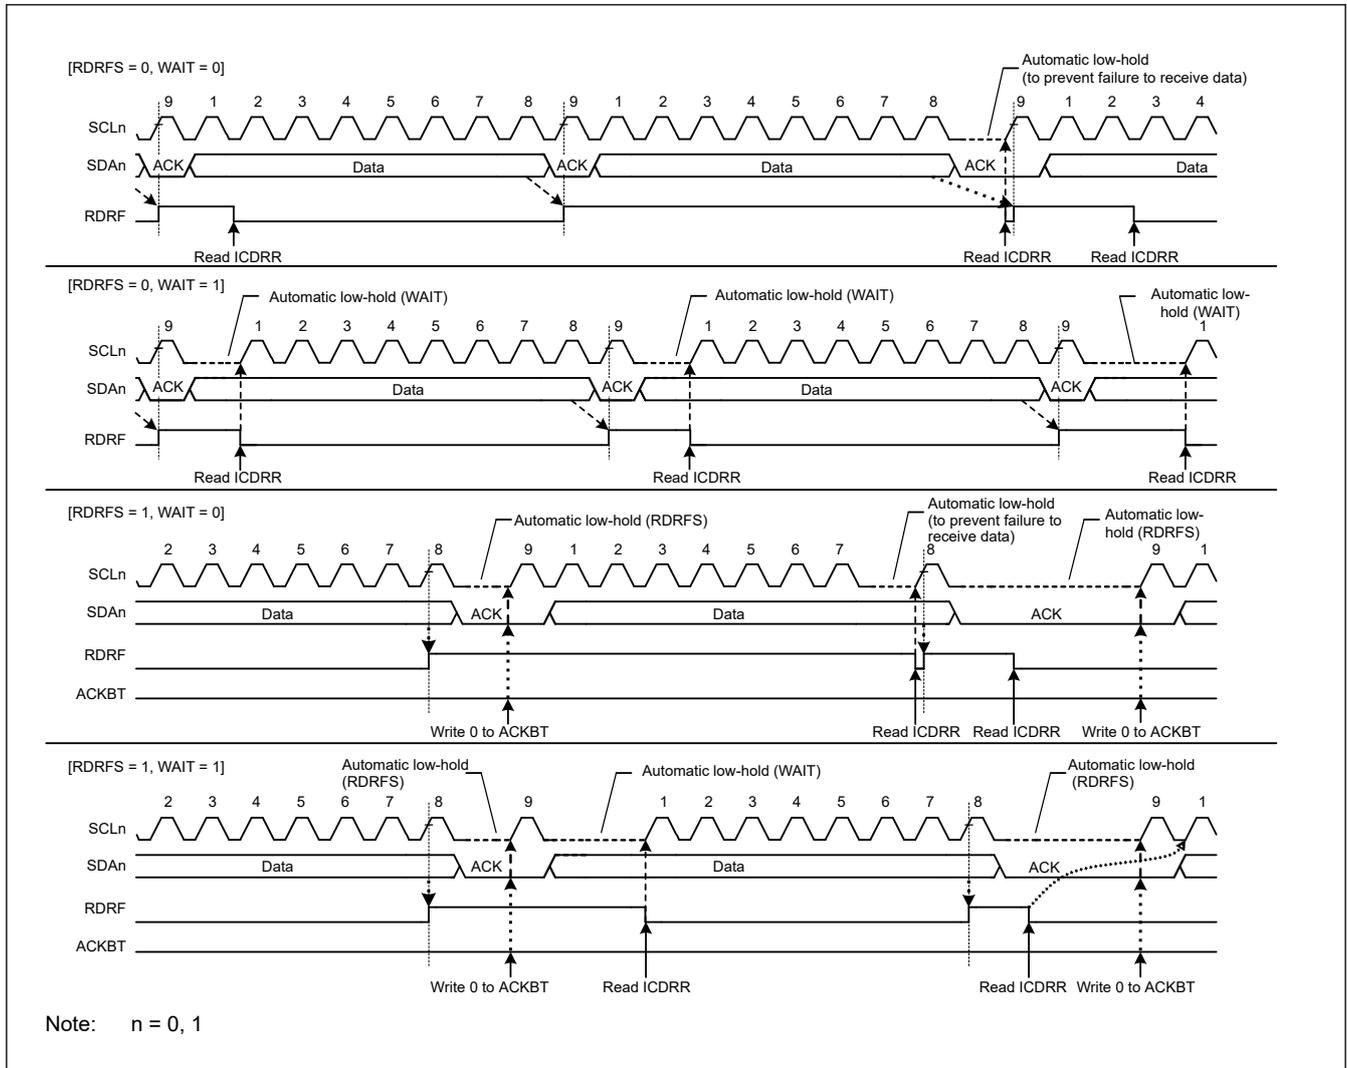 [RDRFS = 0, WAIT = 0]
Automatic low-hold
(to prevent failure to receive data)
9 1 2 3 4 5 6 7 8 9 1 2 3 4 5 6 7 8 9 1 2 3 4
SCLn
SDAn ACK Data ACK Data ACK Data
RDRF
Read ICDRR Read ICDRR Read ICDRR
[RDRFS = 0, WAIT = 1]
Automatic low-hold (WAIT) Automatic low-hold (WAIT) Automatic low-
hold (WAIT)
9 1 2 3 4 5 6 7 8 9 1 2 3 4 5 6 7 8 9 1
SCLn
SDAn ACK Data ACK Data ACK
RDRF
Read ICDRR Read ICDRR Read ICDRR
[RDRFS = 1, WAIT = 0]
Automatic low-hold (RDRFS)
Automatic low-hold
(to prevent failure to
receive data)
Automatic low-
hold (RDRFS)
2 3 4 5 6 7 8 9 1 2 3 4 5 6 7 8 9 1
SCLn
SDAn Data ACK Data ACK
RDRF
ACKBT
Write 0 to ACKBT Read ICDRR Read ICDRR Write 0 to ACKBT
[RDRFS = 1, WAIT = 1]
Automatic low-hold
(RDRFS)
Automatic low-hold (WAIT)
Automatic low-hold
(RDRFS)
2 3 4 5 6 7 8 9 1 2 3 4 5 6 7 8 9 1
SCLn
SDAn Data ACK Data ACK
RDRF
ACKBT
Write 0 to ACKBT Read ICDRR Read ICDRR Write 0 to ACKBT
Note: n = 0, 1